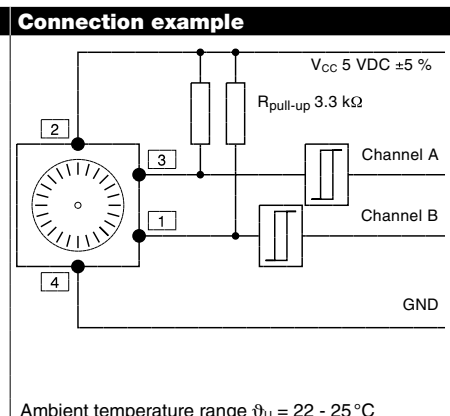 Connection example
V_CC 5 VDC ±5 %
R_pull-up 3.3 kΩ
2
3
Channel A
1
Channel B
4
GND
Ambient temperature range ϑ_U = 22 - 25 °C